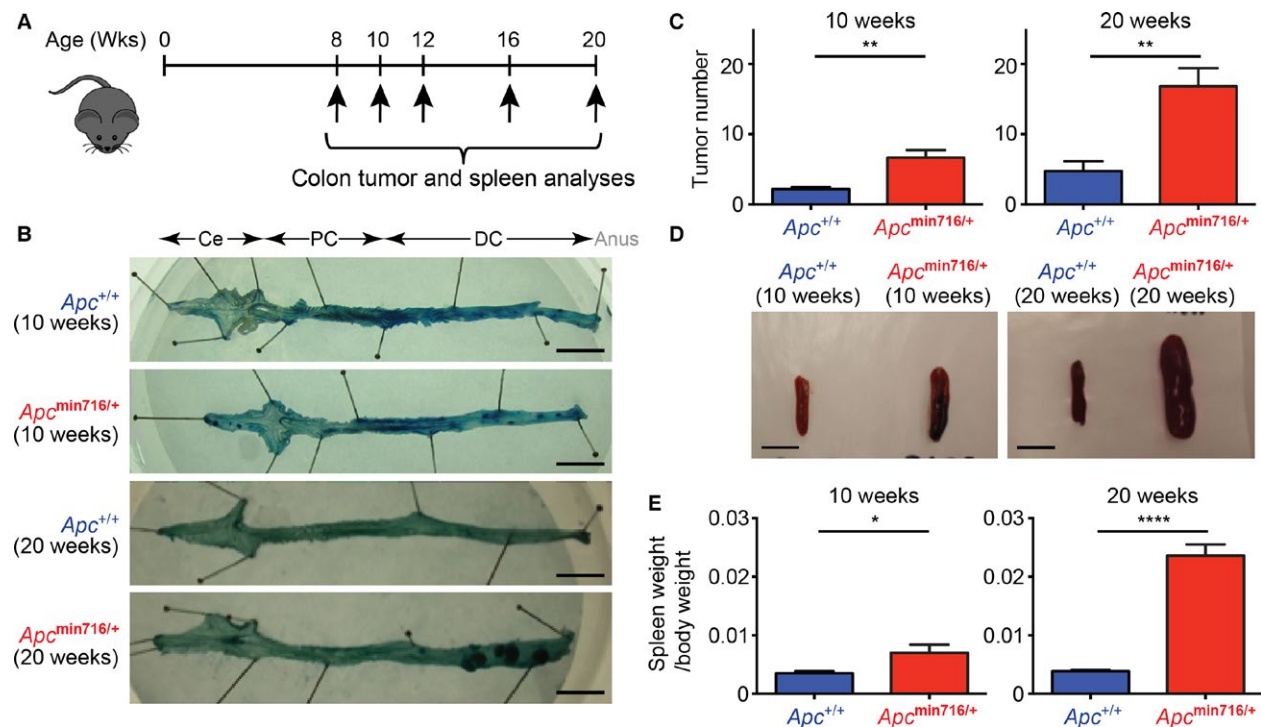 A
Age (Wks) 0 8 10 12 16 20
Colon tumor and spleen analyses
B
Ce PC DC Anus
Apc+/+
(10 weeks)
Apcmin716/+
(10 weeks)
Apc+/+
(20 weeks)
Apcmin716/+
(20 weeks)
C
10 weeks 20 weeks
** **
Tumor number
20 20
10 10
0 0
Apc+/+ Apcmin716/+ Apc+/+ Apcmin716/+
D
Apc+/+ Apcmin716/+ Apc+/+ Apcmin716/+
(10 weeks) (10 weeks) (20 weeks) (20 weeks)
E
10 weeks 20 weeks
* ****
Spleen weight
/body weight
0.03 0.03
0.02 0.02
0.01 0.01
0 0
Apc+/+ Apcmin716/+ Apc+/+ Apcmin716/+